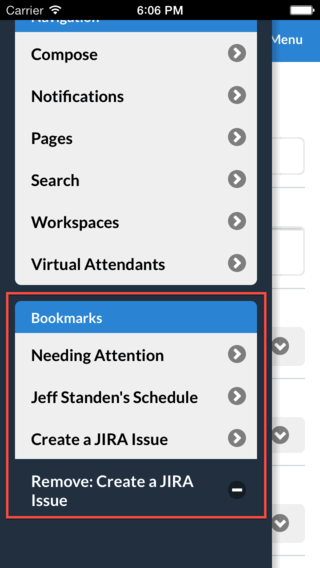 Carrier 6:06 PM
Navigation
Menu
Compose
Notifications
Pages
Search
Workspaces
Virtual Attendants
Bookmarks
Needing Attention
Jeff Standen's Schedule
Create a JIRA Issue
Remove: Create a JIRA
Issue